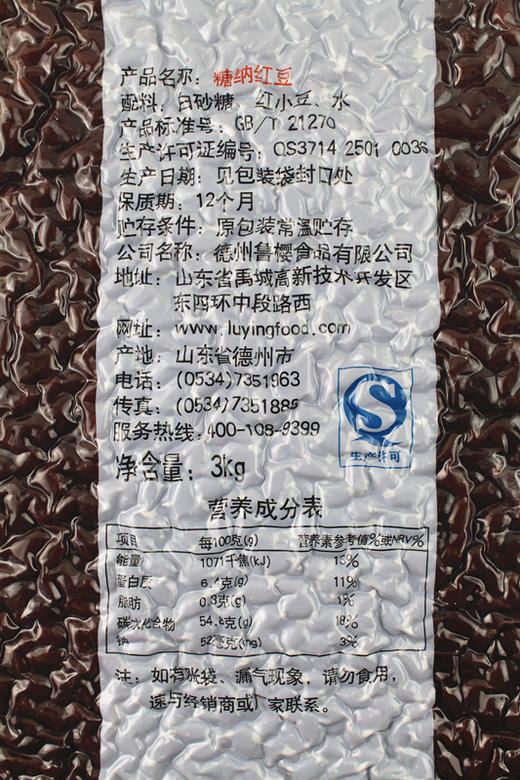 产品名称：糖纳红豆
配料：白砂糖、红小豆、水
产品标准号：GB/T 21270
生产许可证编号：QS3714 2501 0036
生产日期：见包装袋封口处
保质期：12个月
贮存条件：原包装常温贮存
公司名称：德州鲁樱食品有限公司
地址：山东省禹城高新技术开发区
东四环中段路西
网址：www.luyingfood.com
产地：山东省德州市
电话：(0534)7351963
传真：(0534)7351885
服务热线：400-108-9399
S
生产许可
净含量：3kg
营养成分表
项目 每100克(g) 营养素参考值%或NRV%
能量 1071千焦(kJ) 13%
蛋白质 6.4克(g) 11%
脂肪 0.3克(g) 1%
碳水化合物 54.8克(g) 18%
钠 52毫克(mg) 3%
注：如有胀袋、漏气现象，请勿食用，
速与经销商或厂家联系。